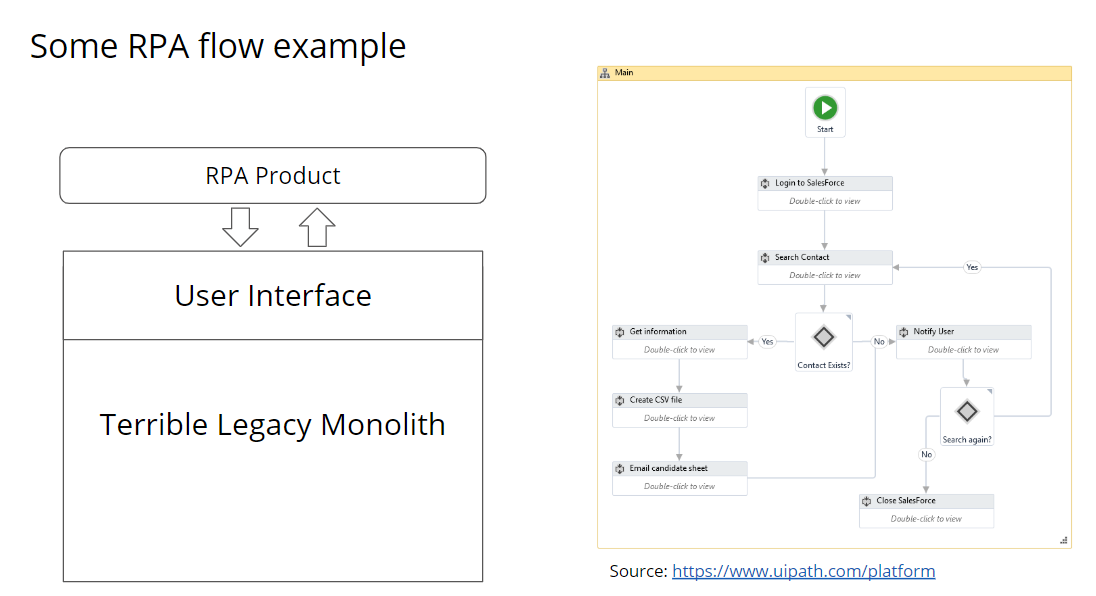 Some RPA flow example
RPA Product
User Interface
Terrible Legacy Monolith
Main
Start
Login to SalesForce
Double-click to view
Search Contact
Double-click to view
Yes
Contact Exists?
Yes
No
Get information
Double-click to view
Create CSV file
Double-click to view
Email candidate sheet
Double-click to view
Notify User
Double-click to view
Search again?
No
Close SalesForce
Double-click to view
Source: https://www.uipath.com/platform